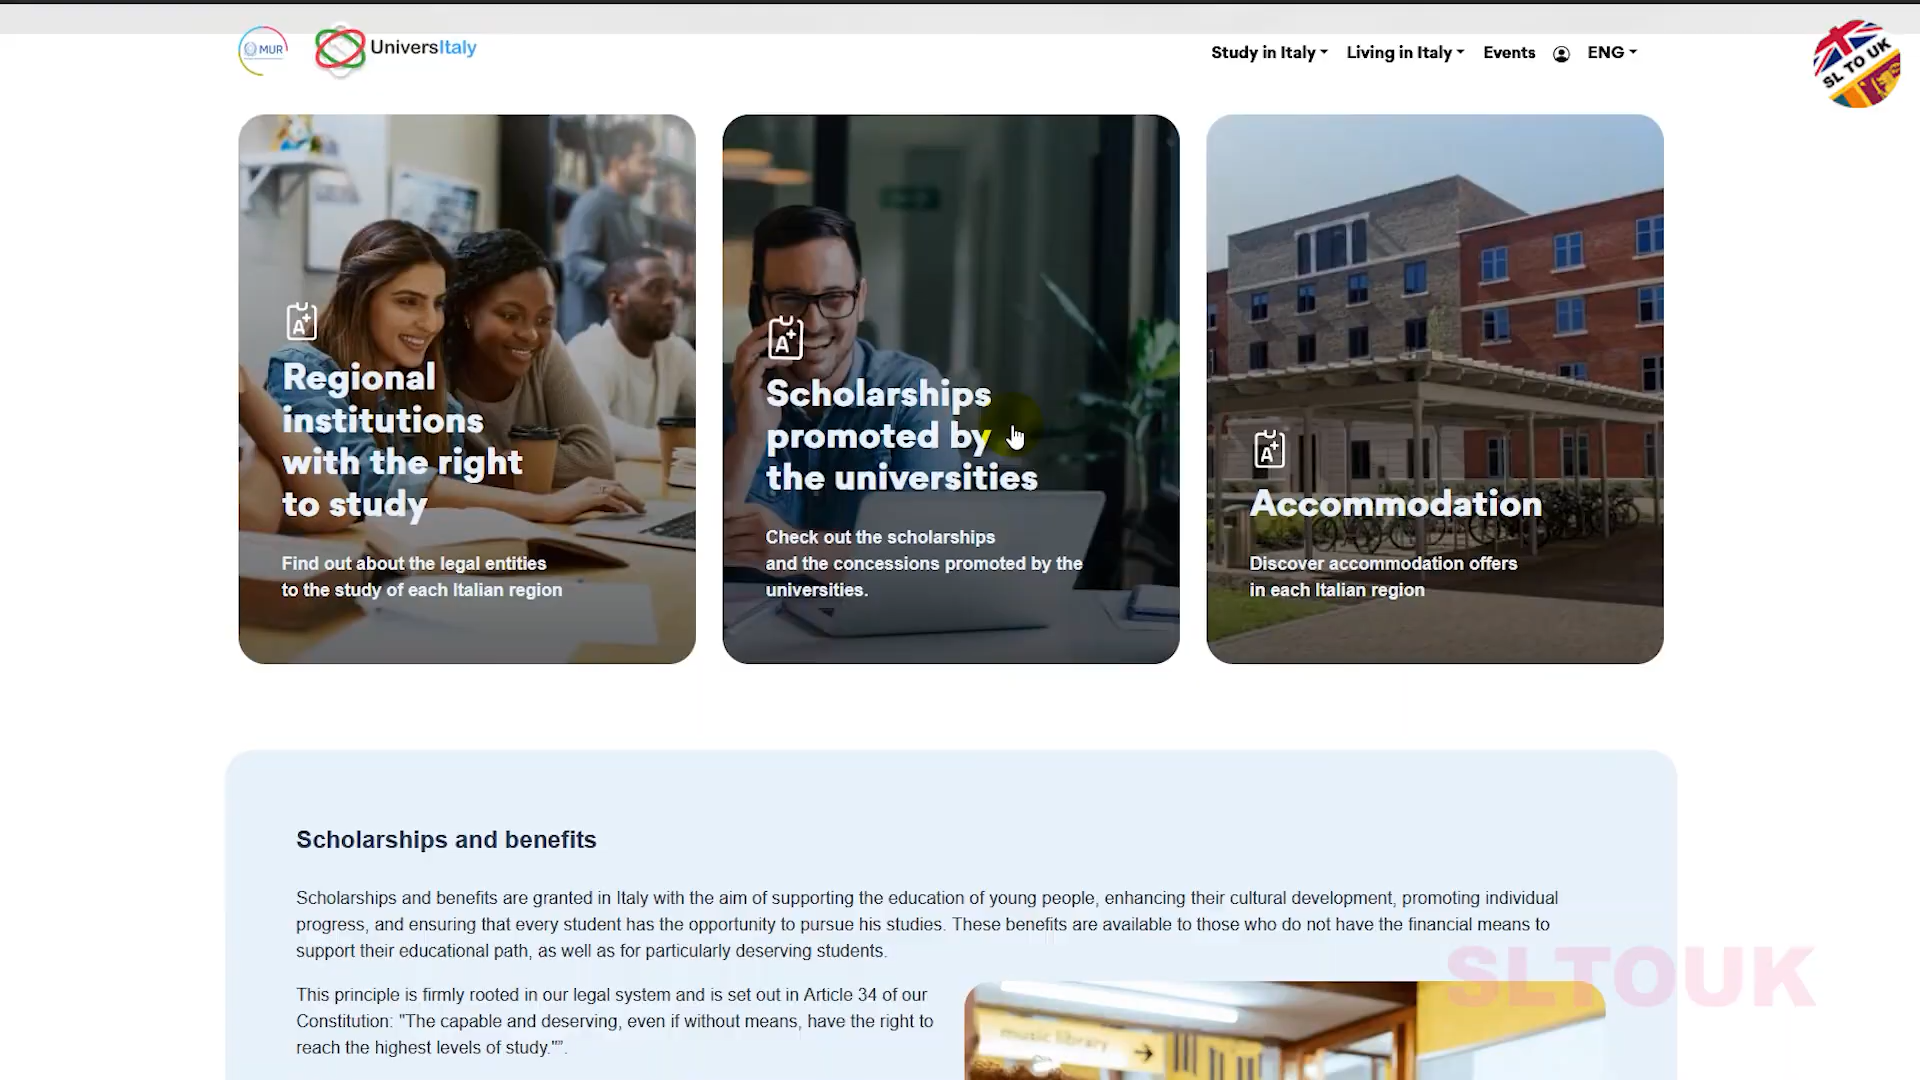 MUR
UniversItaly
Study in Italy
Living in Italy
Events
ENG
SL TO UK
A+
Regional
institutions
with the right
to study
Find out about the legal entities
to the study of each Italian region
A+
Scholarships
promoted by
the universities
Check out the scholarships
and the concessions promoted by the
universities.
A+
Accommodation
Discover accommodation offers
in each Italian region
Scholarships and benefits
Scholarships and benefits are granted in Italy with the aim of supporting the education of young people, enhancing their cultural development, promoting individual
progress, and ensuring that every student has the opportunity to pursue his studies. These benefits are available to those who do not have the financial means to
support their educational path, as well as for particularly deserving students.
This principle is firmly rooted in our legal system and is set out in Article 34 of our
Constitution: "The capable and deserving, even if without means, have the right to
reach the highest levels of study."”.
music library
SLTOUK